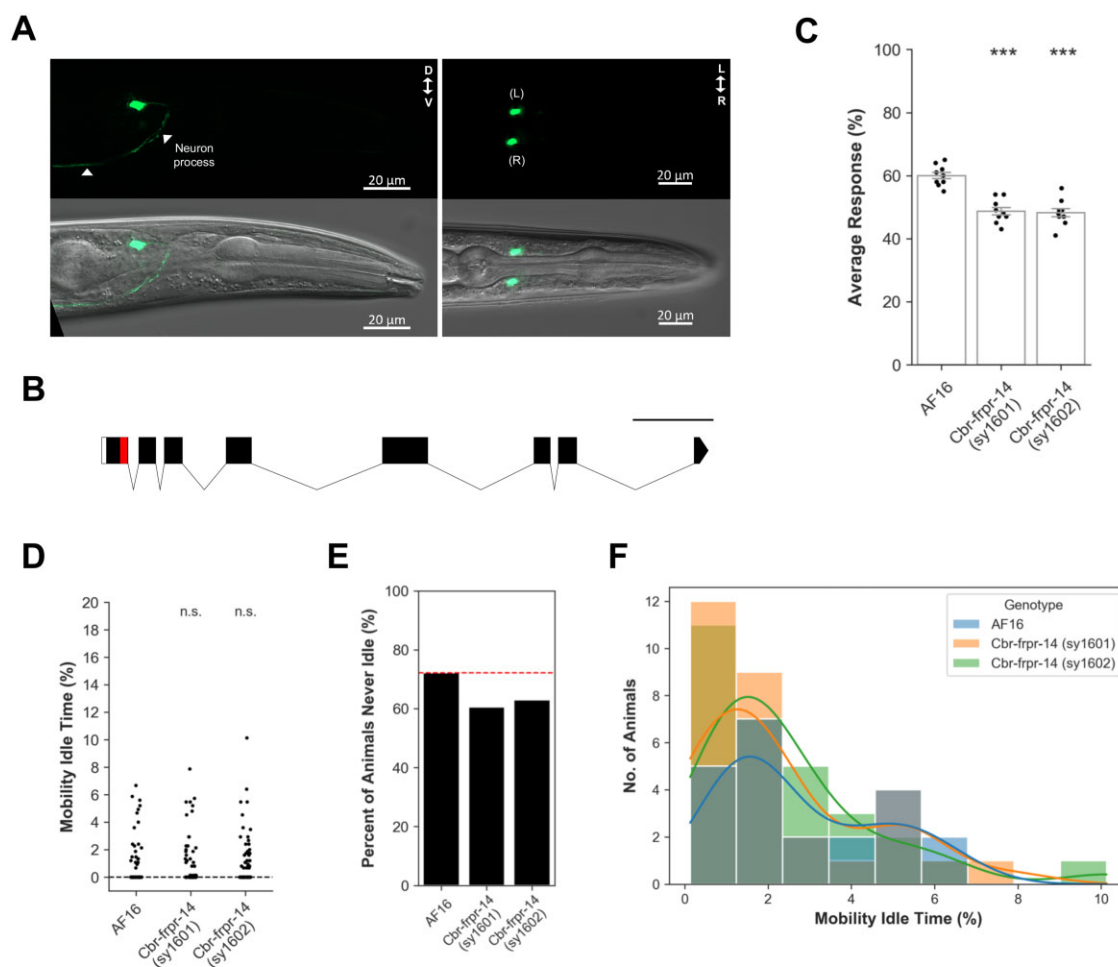 A
D
V
Neuron
process
20 µm
20 µm
L
R
(L)
(R)
20 µm
20 µm
B
C
Average Response (%)
100
80
60
40
20
0
*** ***
AF16
Cbr-frpr-14
(sy1601)
Cbr-frpr-14
(sy1602)
D
Mobility Idle Time (%)
20
18
16
14
12
10
8
6
4
2
0
n.s. n.s.
AF16
Cbr-frpr-14
(sy1601)
Cbr-frpr-14
(sy1602)
E
Percent of Animals Never Idle (%)
100
80
60
40
20
0
AF16
Cbr-frpr-14
(sy1601)
Cbr-frpr-14
(sy1602)
F
No. of Animals
12
10
8
6
4
2
0
Genotype
AF16
Cbr-frpr-14 (sy1601)
Cbr-frpr-14 (sy1602)
0 2 4 6 8 10
Mobility Idle Time (%)